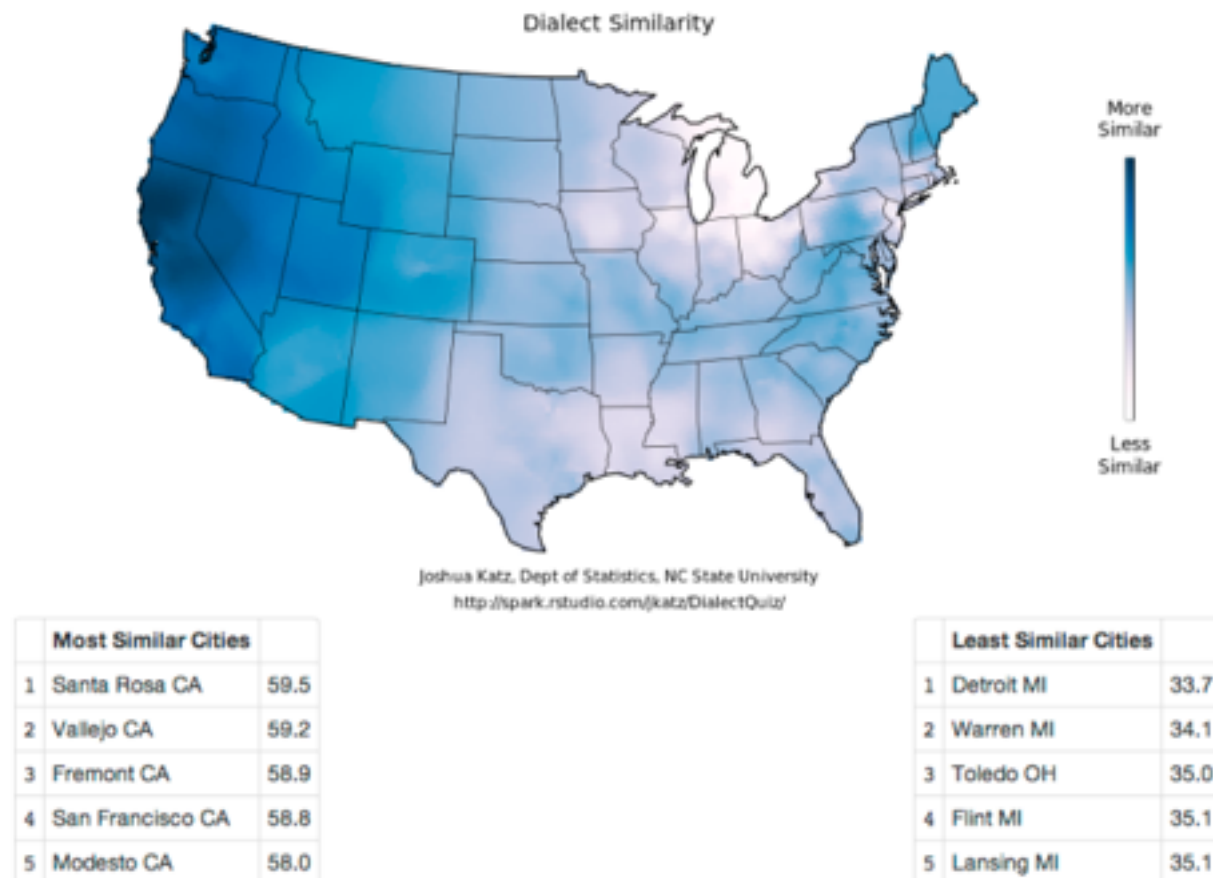 Dialect Similarity
More
Similar
Less
Similar
Joshua Katz, Dept of Statistics, NC State University
http://spark.rstudio.com/jkatz/DialectQuiz/
Most Similar Cities
1 Santa Rosa CA 59.5
2 Vallejo CA 59.2
3 Fremont CA 58.9
4 San Francisco CA 58.8
5 Modesto CA 58.0
Least Similar Cities
1 Detroit MI 33.7
2 Warren MI 34.1
3 Toledo OH 35.0
4 Flint MI 35.1
5 Lansing MI 35.1